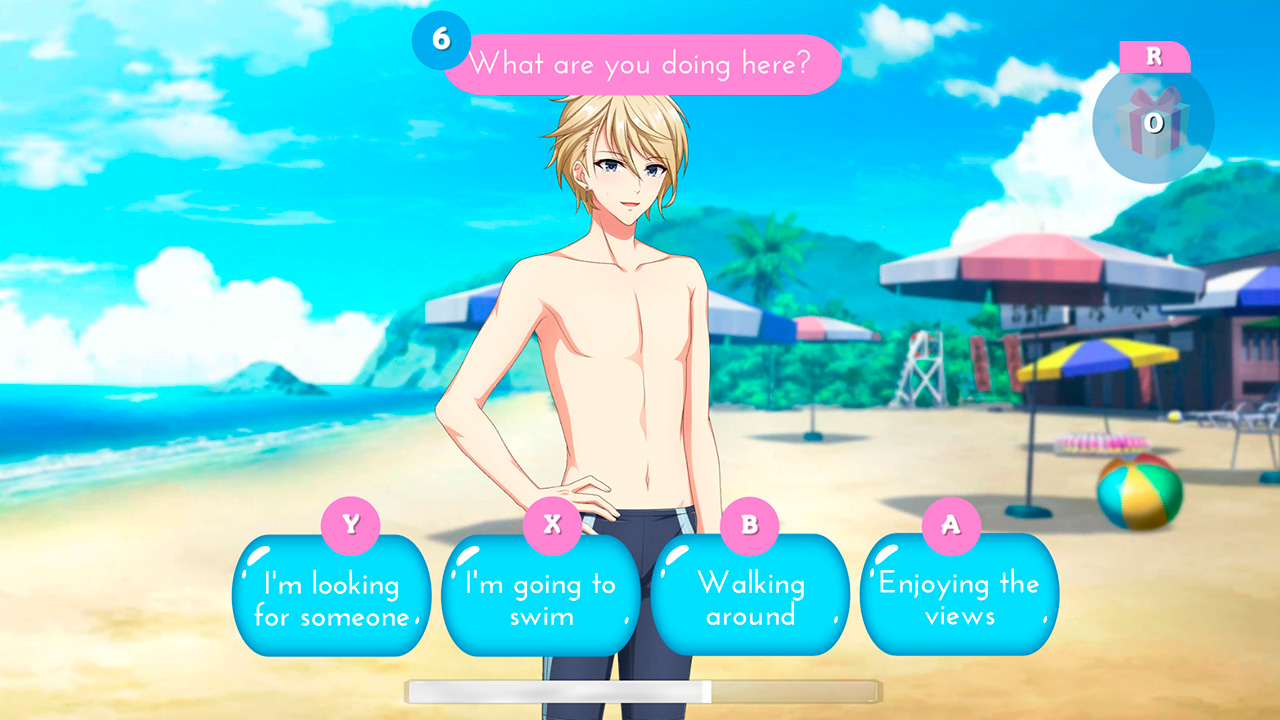 6
What are you doing here?
R
0
Y
X
B
A
I'm looking
for someone
I'm going to
swim
Walking
around
Enjoying the
views